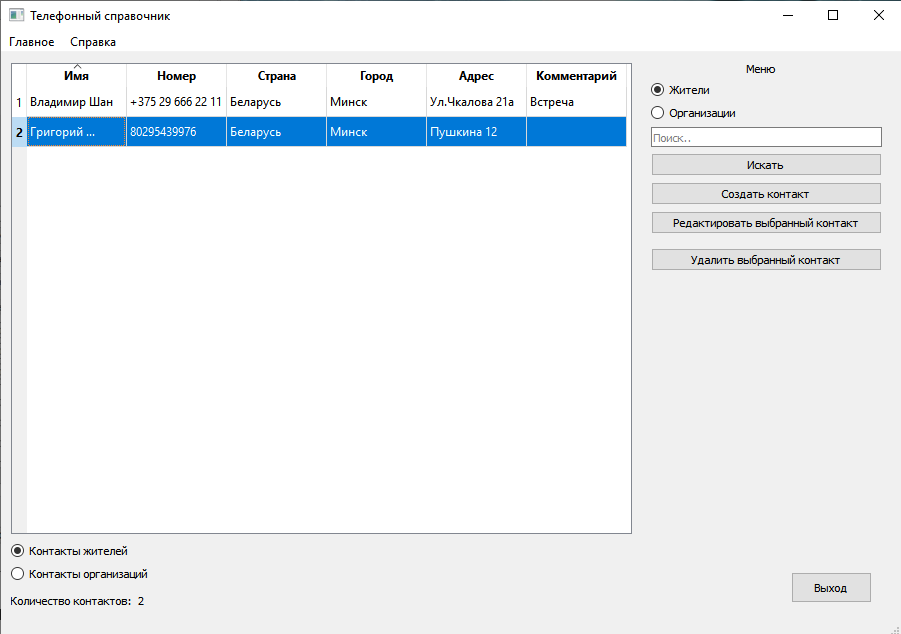 Телефонный справочник
Главное Справка
Имя Номер Страна Город Адрес Комментарий
1 Владимир Шан +375 29 666 22 11 Беларусь Минск Ул.Чкалова 21а Встреча
2 Григорий ... 80295439976 Беларусь Минск Пушкина 12
Меню
Жители
Организации
Поиск..
Искать
Создать контакт
Редактировать выбранный контакт
Удалить выбранный контакт
Контакты жителей
Контакты организаций
Количество контактов: 2
Выход